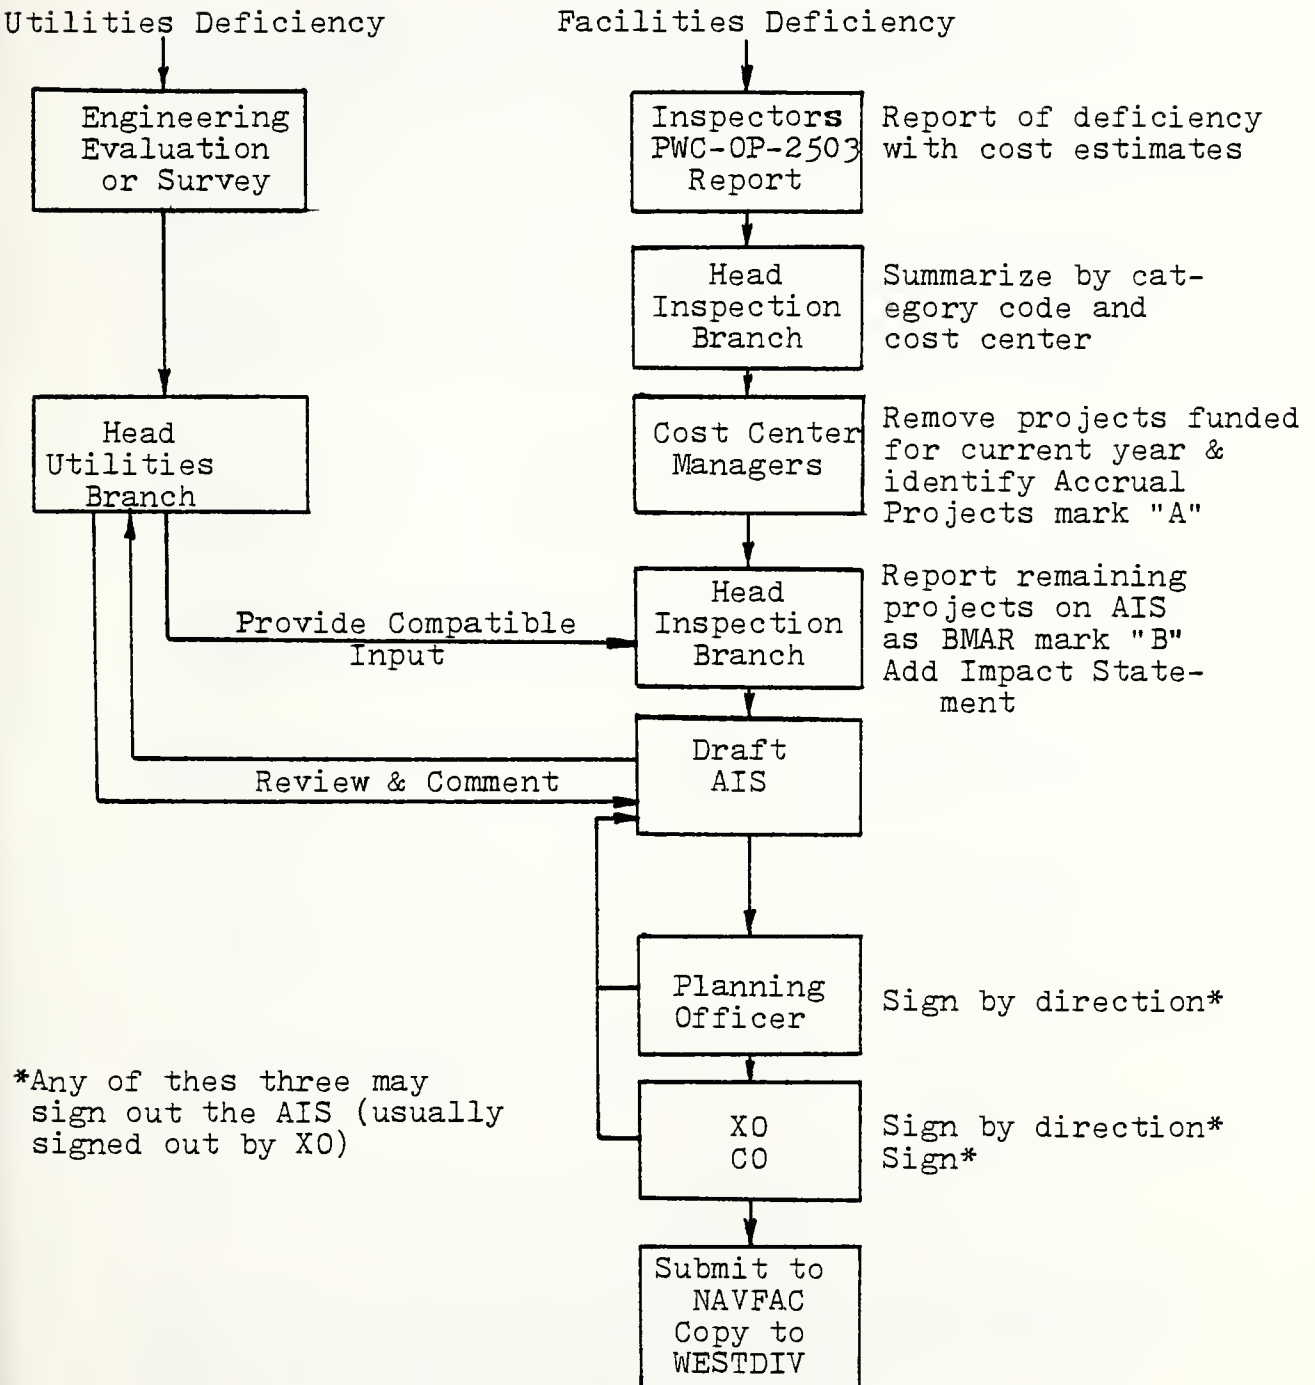 Utilities Deficiency
Facilities Deficiency
Engineering
Evaluation
or Survey
Inspectors
PWC-OP-2503
Report
Report of deficiency
with cost estimates
Head
Inspection
Branch
Summarize by cat-
egory code and
cost center
Head
Utilities
Branch
Cost Center
Managers
Remove projects funded
for current year &
identify Accrual
Projects mark "A"
Provide Compatible
Input
Head
Inspection
Branch
Report remaining
projects on AIS
as BMAR mark "B"
Add Impact State-
ment
Draft
AIS
Review & Comment
Planning
Officer
Sign by direction*
*Any of thes three may
sign out the AIS (usually
signed out by XO)
XO
CO
Sign by direction*
Sign*
Submit to
NAVFAC
Copy to
WESTDIV